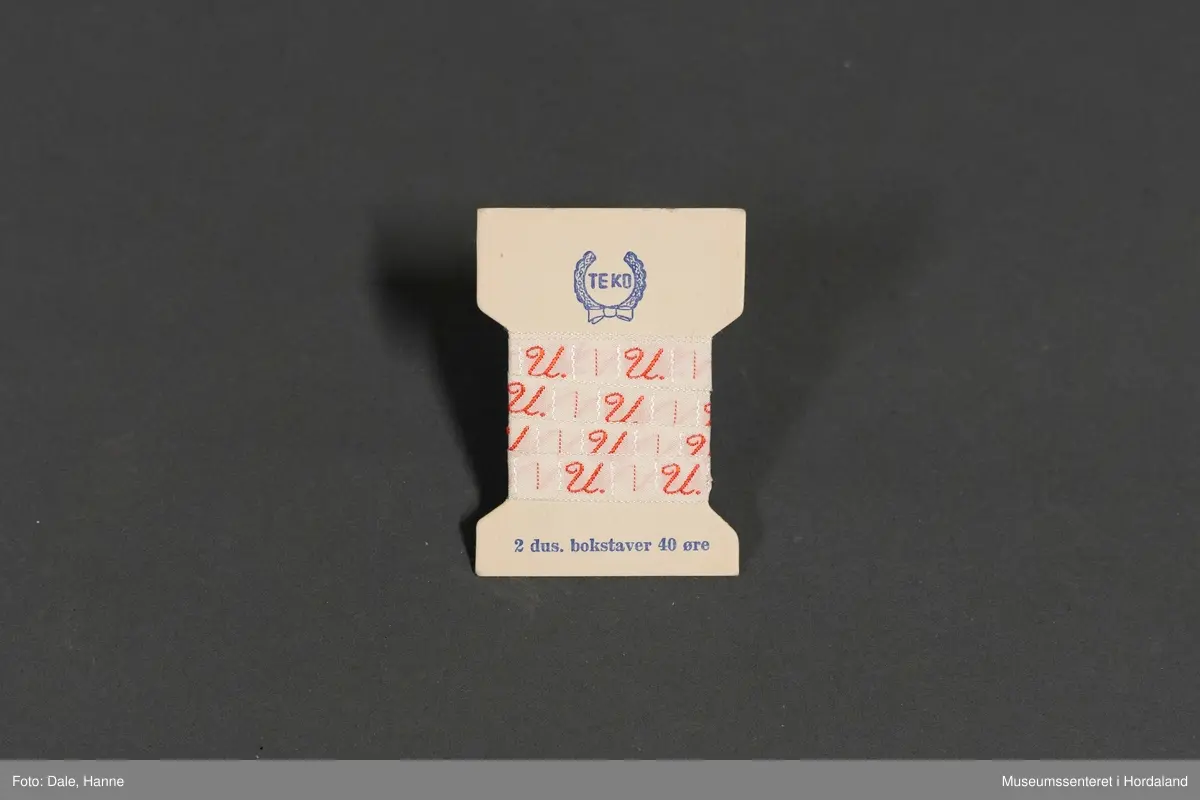 TEKO
U. U.
U. U.
U. U.
2 dus. bokstaver 40 øre
Foto: Dale, Hanne
Museumssenteret i Hordaland